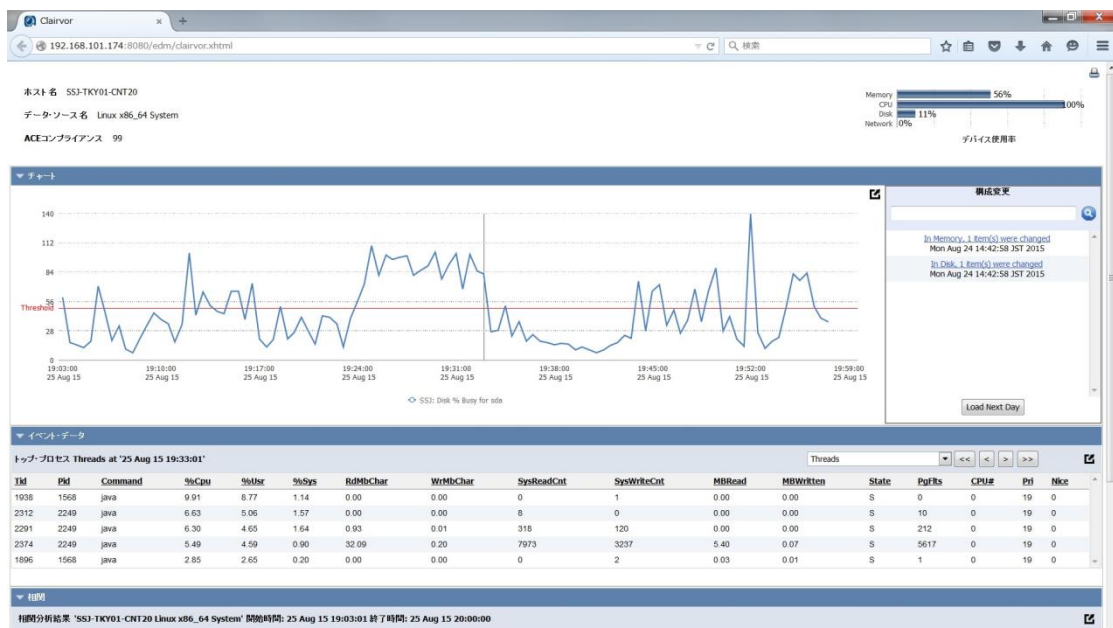 Clairvor
192.168.101.174:8080/edm/clairvor.xhtml
検索
ホスト名 SSJ-TKY01-CNT20
データ・ソース名 Linux x86_64 System
ACEコンプライアンス 99
Memory 56%
CPU 100%
Disk 11%
Network 0%
デバイス使用率
チャート
140
112
84
56
Threshold
28
0
19:03:00 19:10:00 19:17:00 19:24:00 19:31:00 19:38:00 19:45:00 19:52:00 19:59:00
25 Aug 15 25 Aug 15 25 Aug 15 25 Aug 15 25 Aug 15 25 Aug 15 25 Aug 15 25 Aug 15 25 Aug 15
SSJ: Disk % Busy for sda
構成変更
In Memory, 1 item(s) were changed
Mon Aug 24 14:42:58 JST 2015
In Disk, 1 item(s) were changed
Mon Aug 24 14:42:58 JST 2015
Load Next Day
イベント・データ
トップ・プロセス Threads at '25 Aug 15 19:33:01'
Threads << < > >>
Tid Pid Command %Cpu %Usr %Sys RdMbChar WrMbChar SysReadCnt SysWriteCnt MBRead MBWritten State PgFlts CPU# Pri Nice
1938 1568 java 9.91 8.77 1.14 0.00 0.00 0 1 0.00 0.00 S 0 0 19 0
2312 2249 java 6.63 5.06 1.57 0.00 0.00 8 0 0.00 0.00 S 10 0 19 0
2291 2249 java 6.30 4.65 1.64 0.93 0.01 318 120 0.00 0.00 S 212 0 19 0
2374 2249 java 5.49 4.59 0.90 32.09 0.20 7973 3237 5.40 0.07 S 5617 0 19 0
1896 1568 java 2.85 2.65 0.20 0.00 0.00 0 2 0.03 0.01 S 1 0 19 0
相関
相関分析結果 'SSJ-TKY01-CNT20 Linux x86_64 System' 開始時間: 25 Aug 15 19:03:01 終了時間: 25 Aug 15 20:00:00